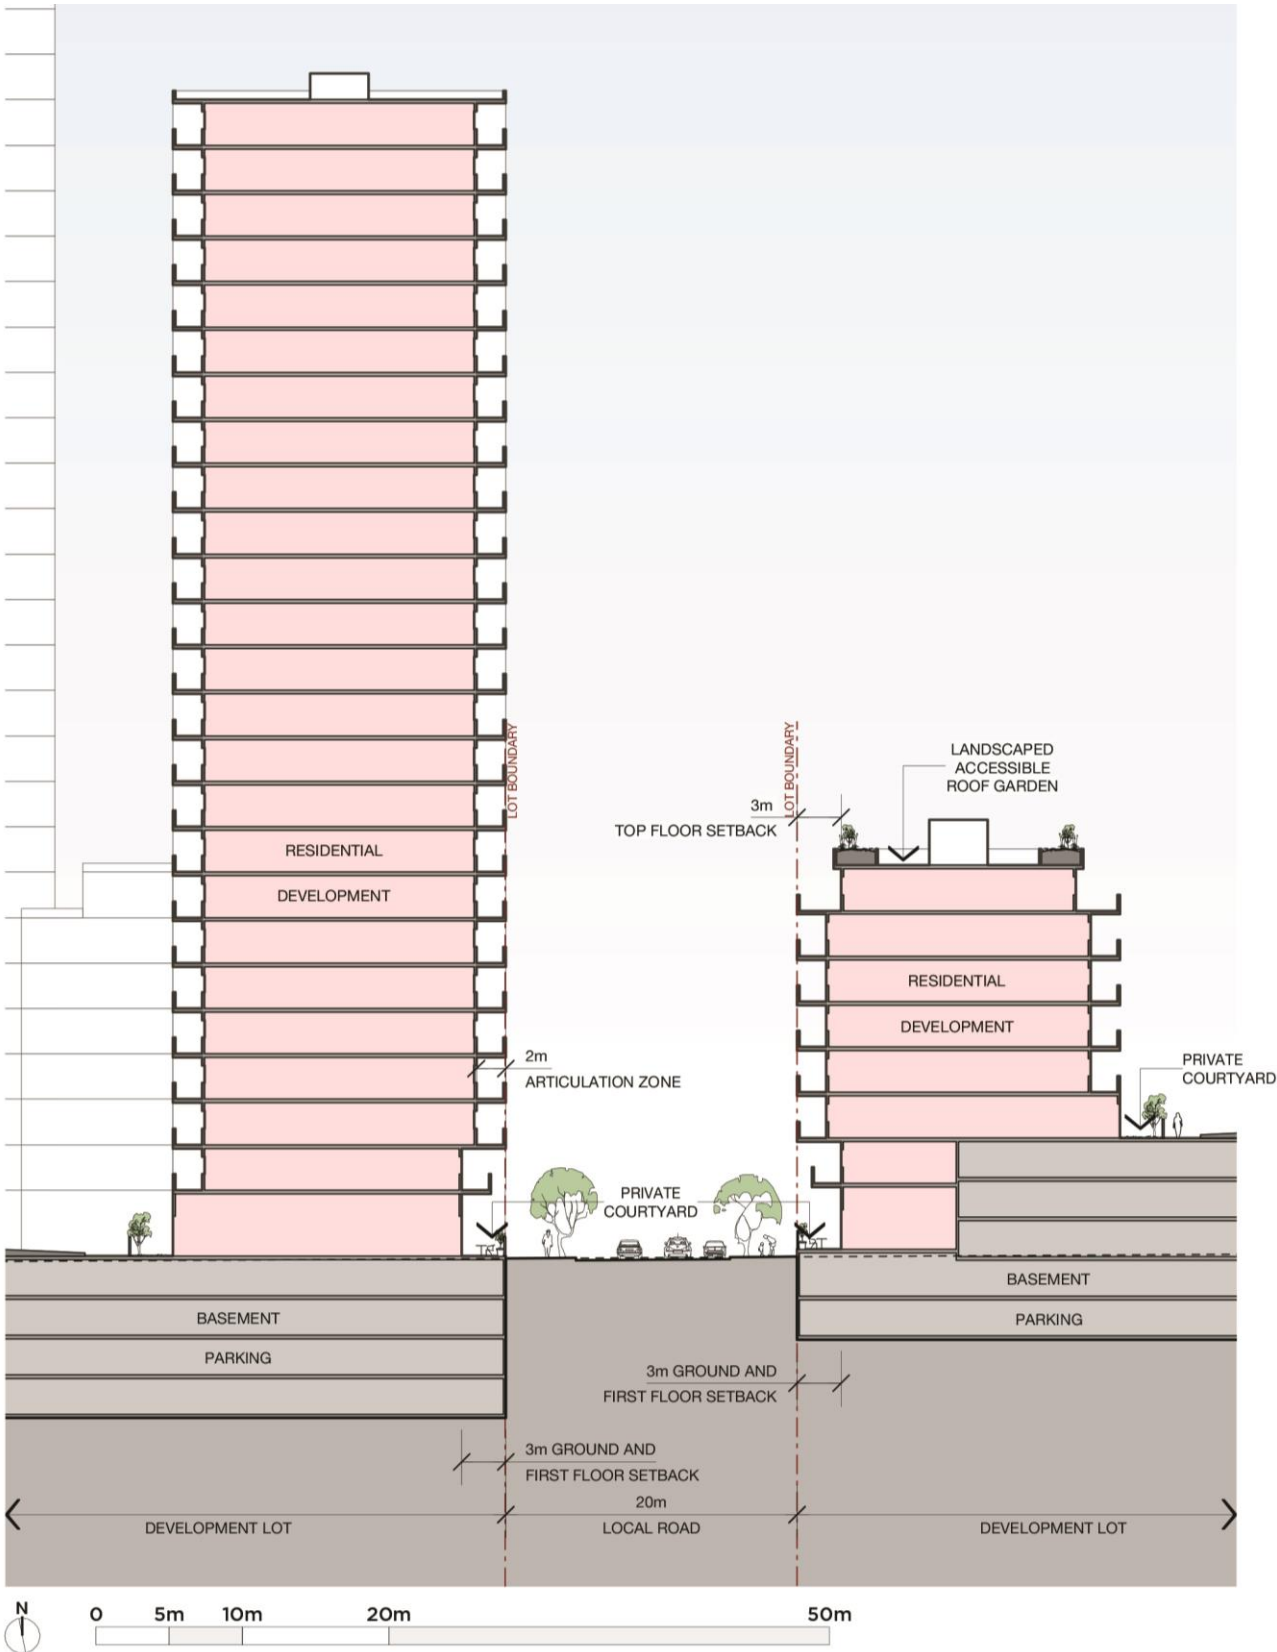 LOT BOUNDARY
LOT BOUNDARY
LANDSCAPED
ACCESSIBLE
ROOF GARDEN
3m
TOP FLOOR SETBACK
RESIDENTIAL
DEVELOPMENT
RESIDENTIAL
DEVELOPMENT
2m
ARTICULATION ZONE
PRIVATE
COURTYARD
PRIVATE
COURTYARD
BASEMENT
PARKING
BASEMENT
PARKING
3m GROUND AND
FIRST FLOOR SETBACK
3m GROUND AND
FIRST FLOOR SETBACK
20m
DEVELOPMENT LOT
LOCAL ROAD
DEVELOPMENT LOT
N
0 5m 10m 20m 50m